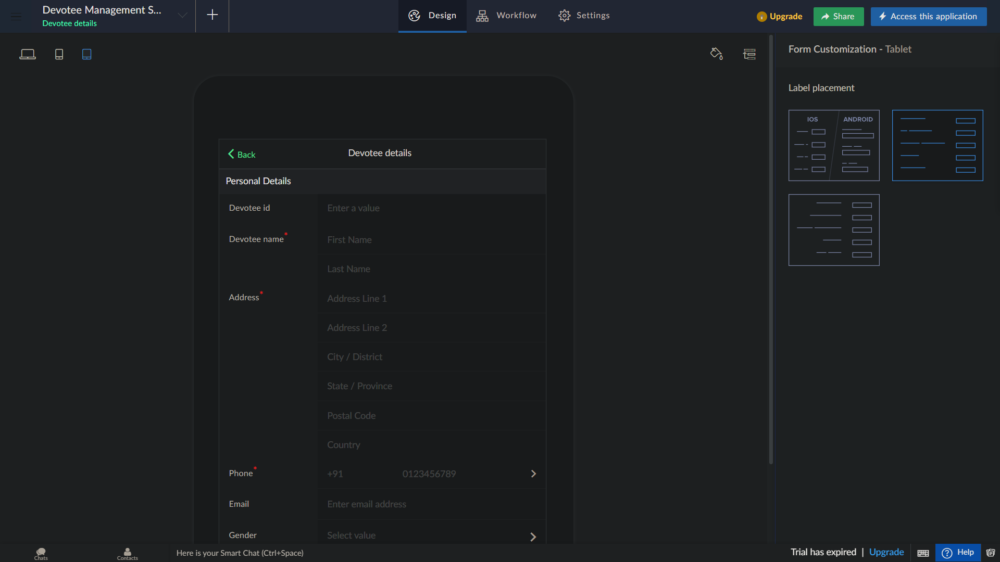 Devotee Management S...
Devotee details
Design
Workflow
Settings
Upgrade
Share
Access this application
Form Customization - Tablet
Label placement
IOS
ANDROID
Back
Devotee details
Personal Details
Devotee id
Enter a value
Devotee name*
First Name
Last Name
Address*
Address Line 1
Address Line 2
City / District
State / Province
Postal Code
Country
Phone*
+91
0123456789
Email
Enter email address
Gender
Select value
Chats
Contacts
Here is your Smart Chat (Ctrl+Space)
Trial has expired | Upgrade
Help